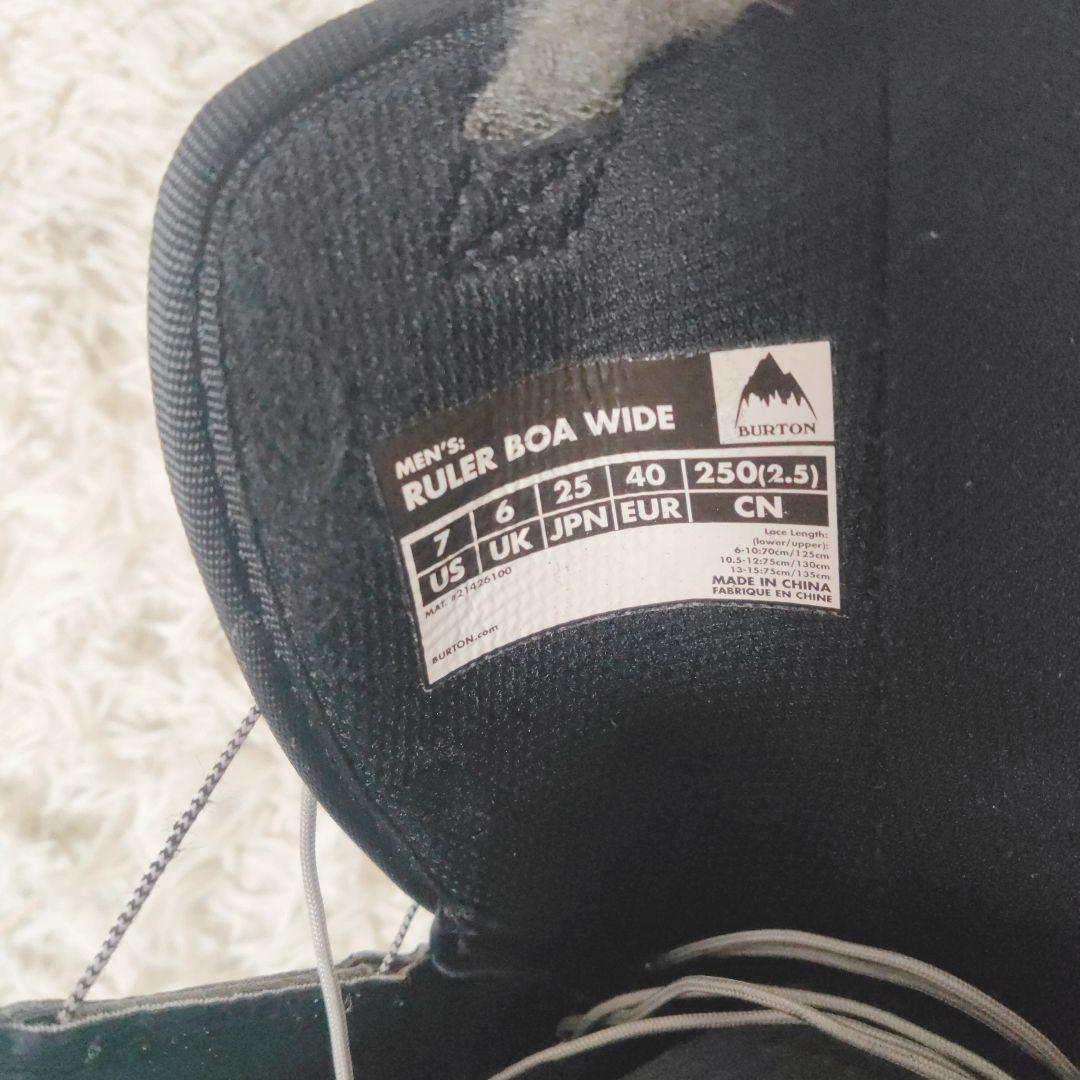 MEN'S:
RULER BOA WIDE
BURTON
7 6 25 40 250(2.5)
US UK JPN EUR CN
MAT. #21426100
Lace Length:
(lower/upper):
6-10:70cm/125cm
10.5-12:75cm/130cm
13-15:75cm/135cm
MADE IN CHINA
FABRIQUE EN CHINE
BURTON.com